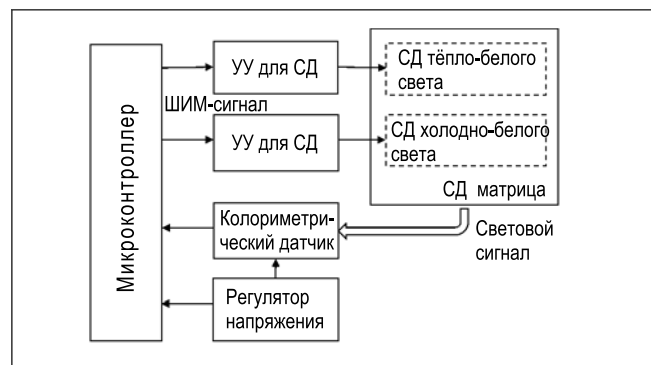 Микроконтроллер
УУ для СД
СД тёпло-белого
света
ШИМ-сигнал
УУ для СД
СД холодно-белого
света
СД матрица
Колориметри-
ческий датчик
Световой
сигнал
Регулятор
напряжения